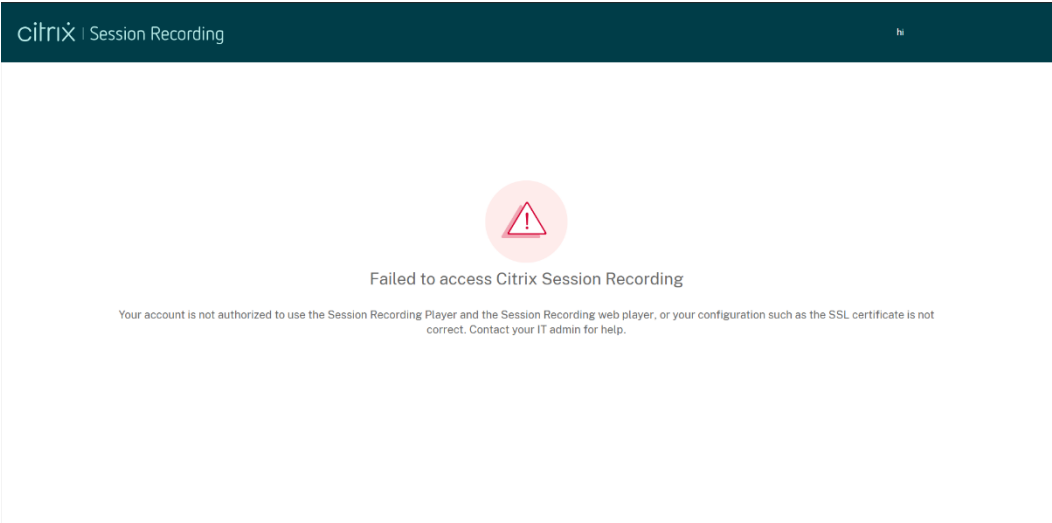 citrix | Session Recording
hi
Failed to access Citrix Session Recording
Your account is not authorized to use the Session Recording Player and the Session Recording web player, or your configuration such as the SSL certificate is not
correct. Contact your IT admin for help.